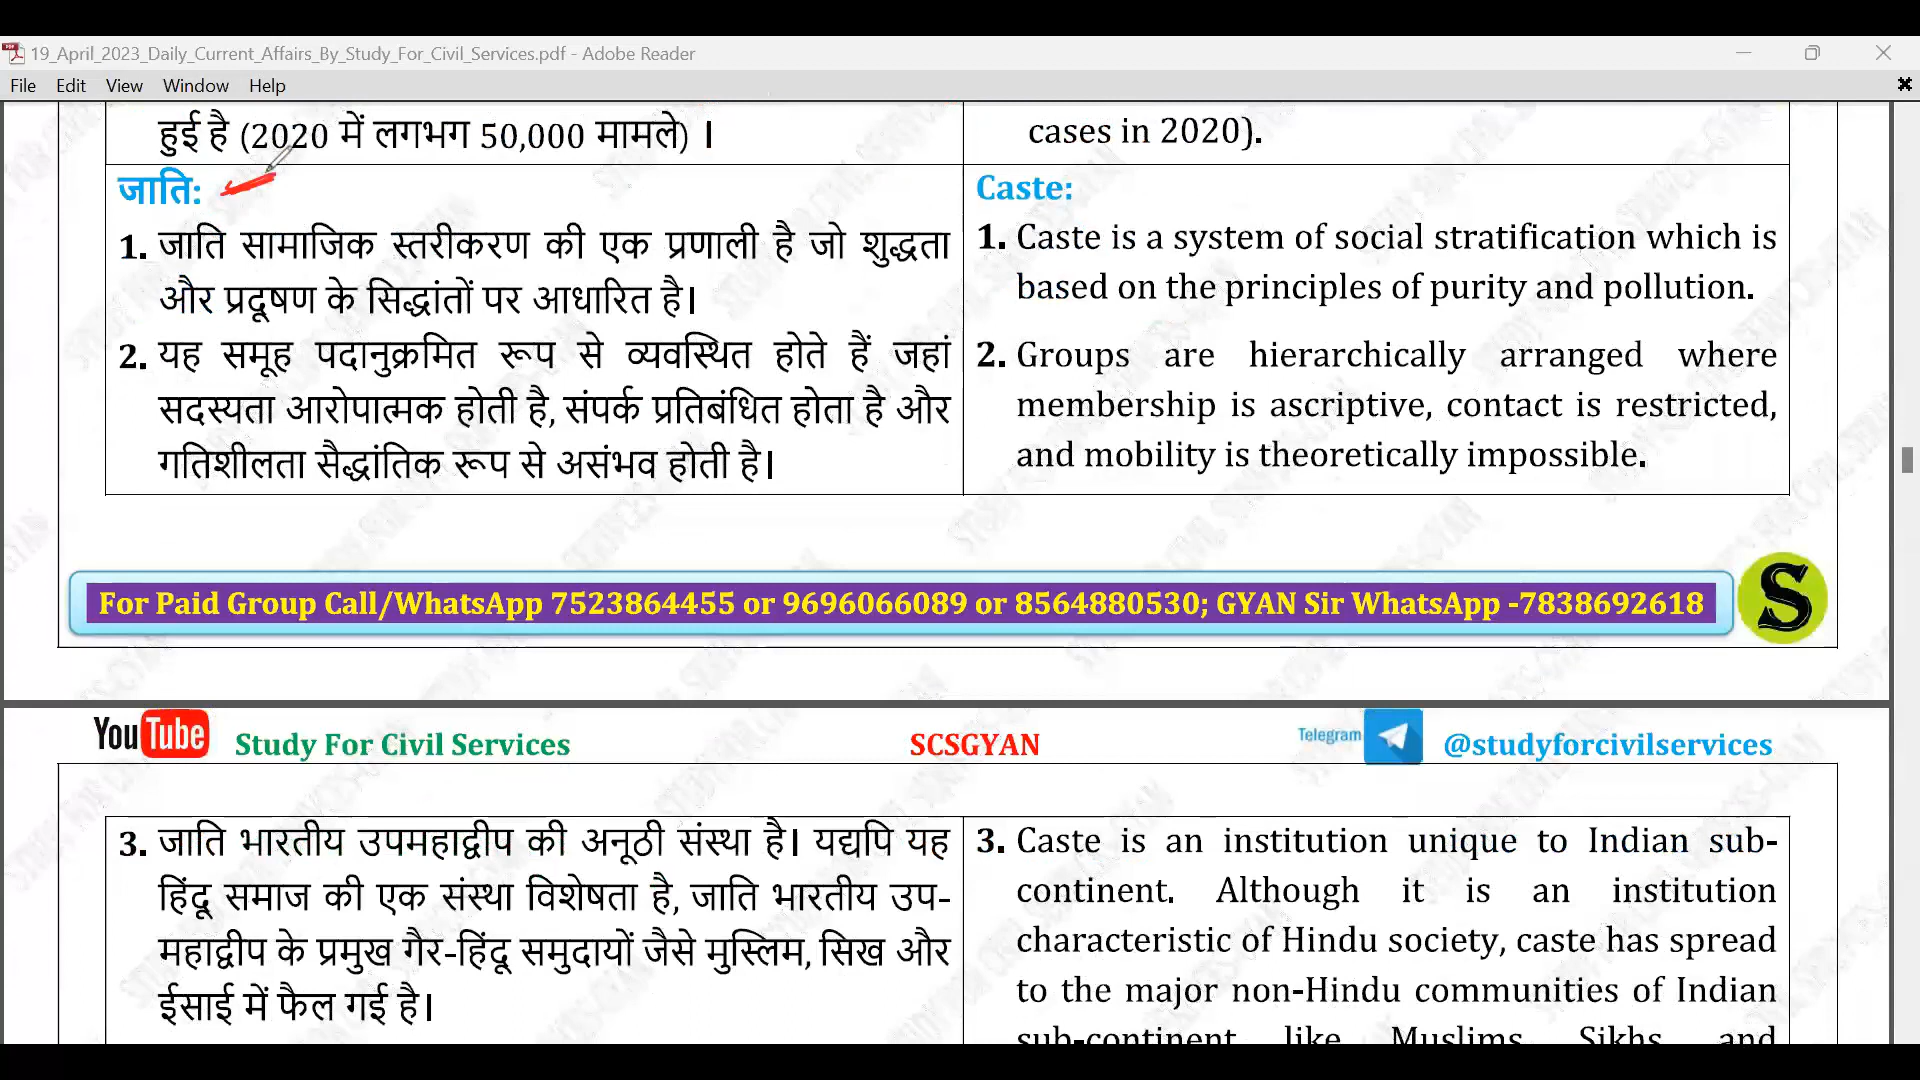 19_April_2023_Daily_Current_Affairs_By_Study_For_Civil_Services.pdf - Adobe Reader
File Edit View Window Help
हुई है (2020 में लगभग 50,000 मामले) ।
cases in 2020).
जाति:
1. जाति सामाजिक स्तरीकरण की एक प्रणाली है जो शुद्धता
और प्रदूषण के सिद्धांतों पर आधारित है।
2. यह समूह पदानुक्रमित रूप से व्यवस्थित होते हैं जहां
सदस्यता आरोपात्मक होती है, संपर्क प्रतिबंधित होता है और
गतिशीलता सैद्धांतिक रूप से असंभव होती है।
Caste:
1. Caste is a system of social stratification which is
based on the principles of purity and pollution.
2. Groups are hierarchically arranged where
membership is ascriptive, contact is restricted,
and mobility is theoretically impossible.
For Paid Group Call/WhatsApp 7523864455 or 9696066089 or 8564880530; GYAN Sir WhatsApp -7838692618
S
YouTube Study For Civil Services SCSGYAN Telegram @studyforcivilservices
3. जाति भारतीय उपमहाद्वीप की अनूठी संस्था है। यद्यपि यह
हिंदू समाज की एक संस्था विशेषता है, जाति भारतीय उप-
महाद्वीप के प्रमुख गैर-हिंदू समुदायों जैसे मुस्लिम, सिख और
ईसाई में फैल गई है।
3. Caste is an institution unique to Indian sub-
continent. Although it is an institution
characteristic of Hindu society, caste has spread
to the major non-Hindu communities of Indian
sub-continent like Muslims, Sikhs and